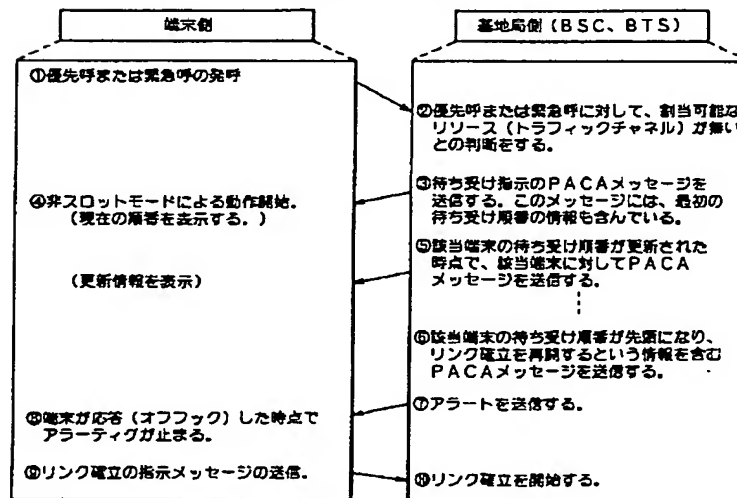 端末側
基地局側(BSC、BTS)
①優先呼または緊急呼の発呼
②優先呼または緊急呼に対して、割当可能な
リソース(トラフィックチャネル)が無い
との判断をする。
③待ち受け指示のPACAメッセージを
送信する。このメッセージには、最初の
待ち受け順番の情報も含んている。
④非スロットモードによる動作開始。
(現在の順番を表示する。)
⑤該当端末の待ち受け順番が更新された
時点で、該当端末に対してPACA
メッセージを送信する。
(更新情報を表示)
⑥該当端末の待ち受け順番が先頭になり、
リンク確立を再開するという情報を含む
PACAメッセージを送信する。
⑦アラートを送信する。
⑧端末が応答(オフフック)した時点で
アラーティグが止まる。
⑨リンク確立の指示メッセージの送信。
⑩リンク確立を開始する。